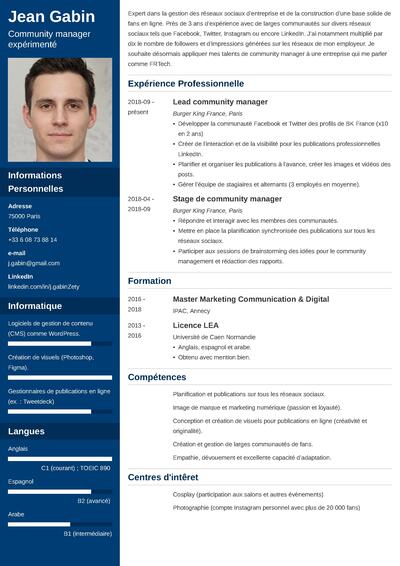 Jean Gabin
Community manager
expérimenté
Informations
Personnelles
Adresse
75000 Paris
Téléphone
+33 6 08 73 88 14
e-mail
j.gabin@gmail.com
LinkedIn
linkedin.com/in/j.gabinZety
Informatique
Logiciels de gestion de contenu
(CMS) comme WordPress.
Création de visuels (Photoshop,
Figma).
Gestionnaires de publications en ligne
(ex. : Tweetdeck)
Langues
Anglais
C1 (courant) ; TOEIC 890
Espagnol
B2 (avancé)
Arabe
B1 (intermédiaire)
Expert dans la gestion des réseaux sociaux d'entreprise et de la construction d'une base solide de
fans en ligne. Près de 3 ans d'expérience avec de larges communautés sur divers réseaux
sociaux tels que Facebook, Twitter, Instagram ou encore LinkedIn. J'ai notamment multiplié par
dix le nombre de followers et d'impressions générées sur les réseaux de mon employeur. Je
souhaite désormais appliquer mes talents de community manager à une entreprise qui me parler
comme FRTech.
Expérience Professionnelle
2018-09 -
présent
Lead community manager
Burger King France, Paris
• Développer la communauté Facebook et Twitter des profils de BK France (x10
en 2 ans)
• Créer de l'interaction et de la visibilité pour les publications professionnelles
LinkedIn.
• Planifier et organiser les publications à l'avance, créer les images et vidéos des
posts.
• Gérer l'équipe de stagiaires et alternants (3 employés en moyenne).
2018-04 -
2018-09
Stage de community manager
Burger King France, Paris
• Répondre et interagir avec les membres des communautés.
• Mettre en place la planification synchronisée des publications sur tous les
réseaux sociaux.
• Participer aux sessions de brainstorming des idées pour le community
management et rédaction des rapports.
Formation
2016 -
2018
Master Marketing Communication & Digital
IPAC, Annecy
2013 -
2016
Licence LEA
Université de Caen Normandie
• Anglais, espagnol et arabe.
• Obtenu avec mention bien.
Compétences
Planification et publications sur tous les réseaux sociaux.
Image de marque et marketing numérique (passion et loyauté).
Conception et création de visuels pour publications en ligne (créativité et
originalité).
Création et gestion de larges communautés de fans.
Empathie, dévouement et excellente capacité d'adaptation.
Centres d'intêret
Cosplay (participation aux salons et autres événements)
Photographie (compte Instagram personnel avec plus de 20 000 fans)